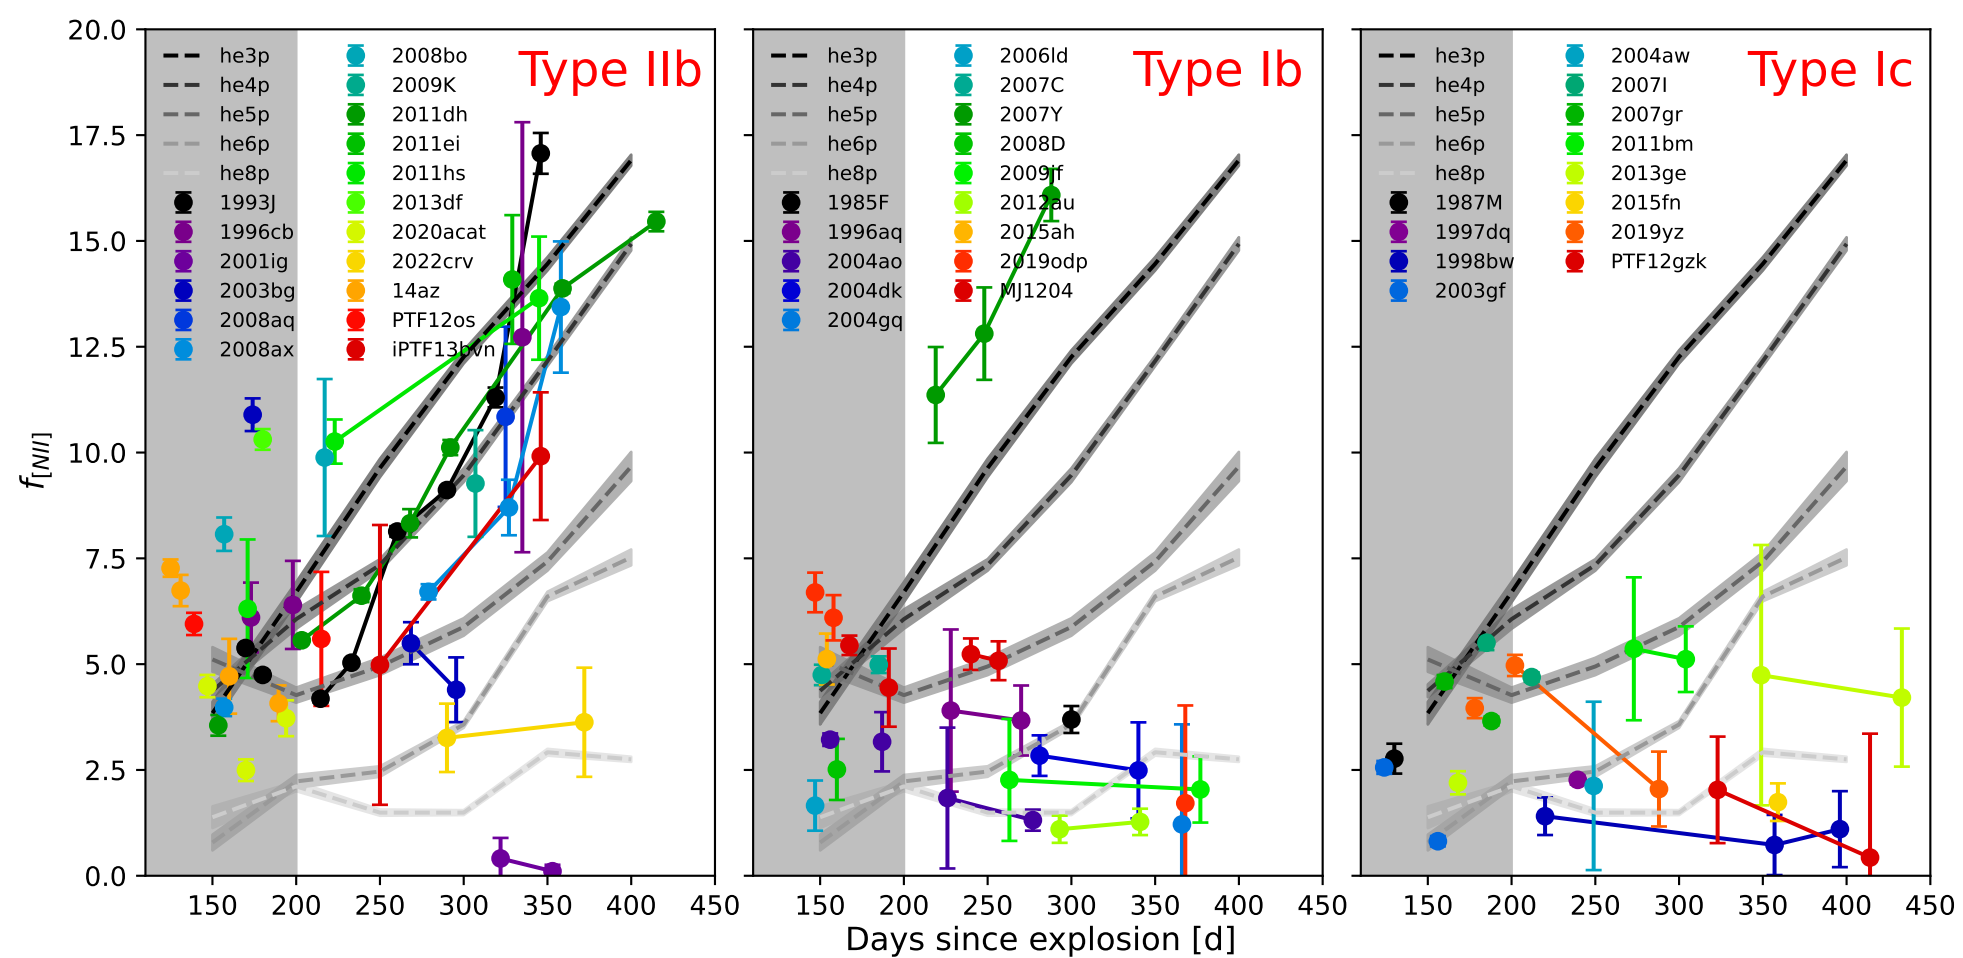 20.0
17.5
15.0
12.5
10.0
7.5
5.0
2.5
0.0
f[NII]
Type IIb
he3p
he4p
he5p
he6p
he8p
1993J
1996cb
2001ig
2003bg
2008aq
2008ax
2008bo
2009K
2011dh
2011ei
2011hs
2013df
2020acat
2022crv
14az
PTF12os
iPTF13bvn
150 200 250 300 350 400 450
Type Ib
he3p
he4p
he5p
he6p
he8p
1985F
1996aq
2004ao
2004dk
2004gq
2006ld
2007C
2007Y
2008D
2009jf
2012au
2015ah
2019odp
MJ1204
150 200 250 300 350 400 450
Type Ic
he3p
he4p
he5p
he6p
he8p
1987M
1997dq
1998bw
2003gf
2004aw
2007I
2007gr
2011bm
2013ge
2015fn
2019yz
PTF12gzk
150 200 250 300 350 400 450
Days since explosion [d]